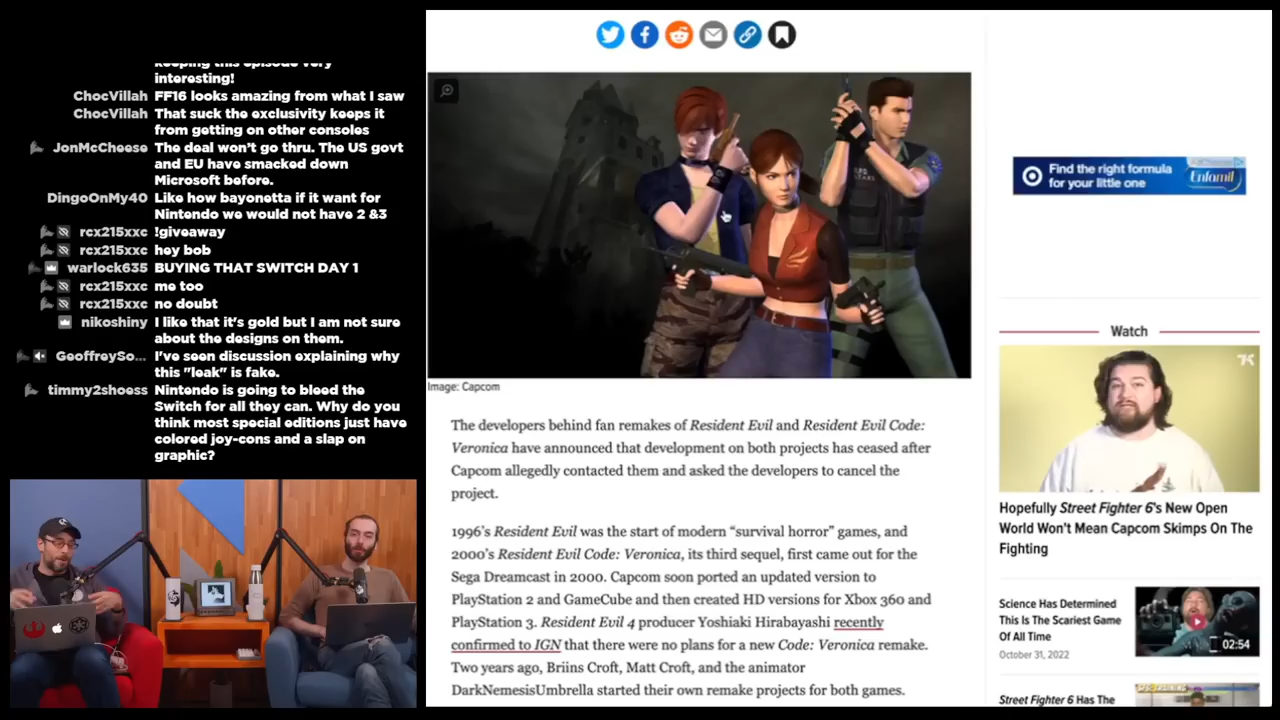 keeping this episode very
interesting!
ChocVillah FF16 looks amazing from what I saw
ChocVillah That suck the exclusivity keeps it
from getting on other consoles
JonMcCheese The deal won't go thru. The US govt
and EU have smacked down
Microsoft before.
DingoOnMy40 Like how bayonetta if it want for
Nintendo we would not have 2 &3
rcx215xxc !giveaway
rcx215xxc hey bob
warlock635 BUYING THAT SWITCH DAY 1
rcx215xxc me too
rcx215xxc no doubt
nikoshiny I like that it's gold but I am not sure
about the designs on them.
GeoffreySo... I've seen discussion explaining why
this "leak" is fake.
timmy2shoess Nintendo is going to bleed the
Switch for all they can. Why do you
think most special editions just have
colored joy-cons and a slap on
graphic?
Image: Capcom
The developers behind fan remakes of Resident Evil and Resident Evil Code:
Veronica have announced that development on both projects has ceased after
Capcom allegedly contacted them and asked the developers to cancel the
project.
1996's Resident Evil was the start of modern “survival horror” games, and
2000's Resident Evil Code: Veronica, its third sequel, first came out for the
Sega Dreamcast in 2000. Capcom soon ported an updated version to
PlayStation 2 and GameCube and then created HD versions for Xbox 360 and
PlayStation 3. Resident Evil 4 producer Yoshiaki Hirabayashi recently
confirmed to IGN that there were no plans for a new Code: Veronica remake.
Two years ago, Briins Croft, Matt Croft, and the animator
DarkNemesisUmbrella started their own remake projects for both games.
Find the right formula
for your little one
Enfamil
Watch
Hopefully Street Fighter 6's New Open
World Won't Mean Capcom Skimps On The
Fighting
Science Has Determined
This Is The Scariest Game
Of All Time
October 31, 2022
02:54
Street Fighter 6 Has The